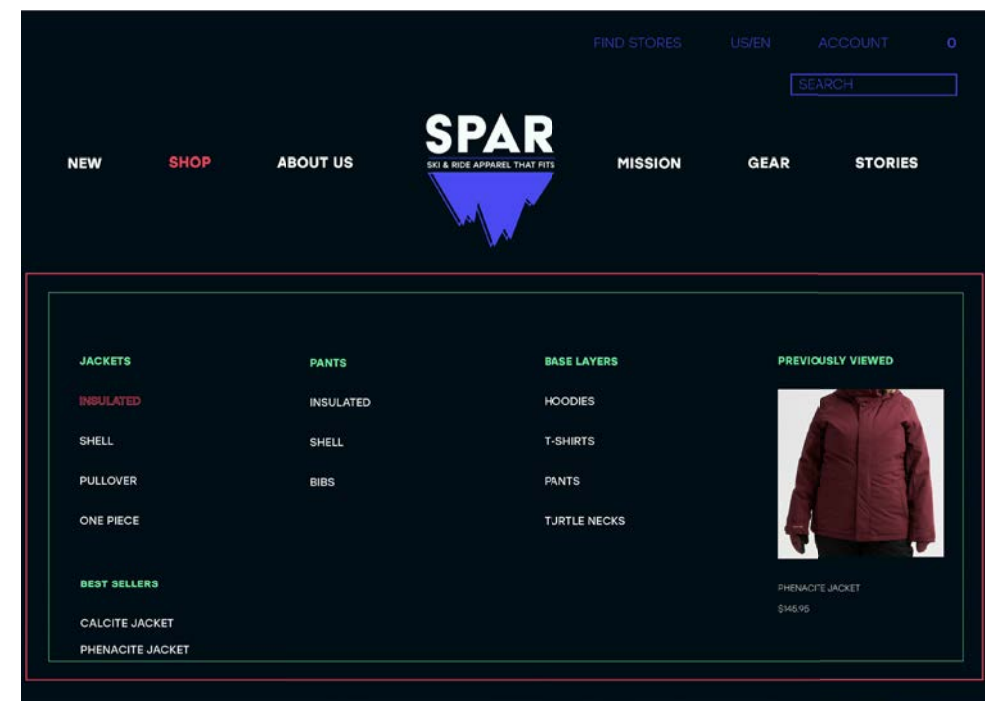 FIND STORES US/EN ACCOUNT 0
SEARCH
SPAR
SKI & RIDE APPAREL THAT FITS
NEW SHOP ABOUT US MISSION GEAR STORIES
JACKETS
INSULATED
SHELL
PULLOVER
ONE PIECE
BEST SELLERS
CALCITE JACKET
PHENACITE JACKET
PANTS
INSULATED
SHELL
BIBS
BASE LAYERS
HOODIES
T-SHIRTS
PANTS
TURTLE NECKS
PREVIOUSLY VIEWED
PHENACITE JACKET
$145.95